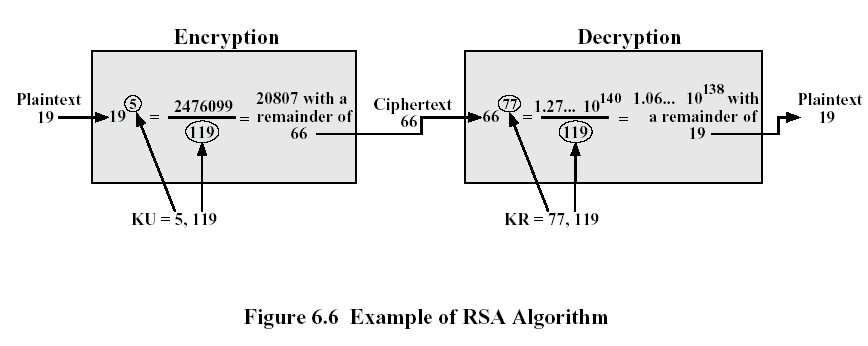 Encryption
Decryption
Plaintext
19
19 5 = 2476099 / 119 = 20807 with a
remainder of
66
Ciphertext
66
66 77 = 1.27... 10 140 / 119 = 1.06... 10 138 with
a remainder of
19
Plaintext
19
KU = 5, 119
KR = 77, 119
Figure 6.6 Example of RSA Algorithm